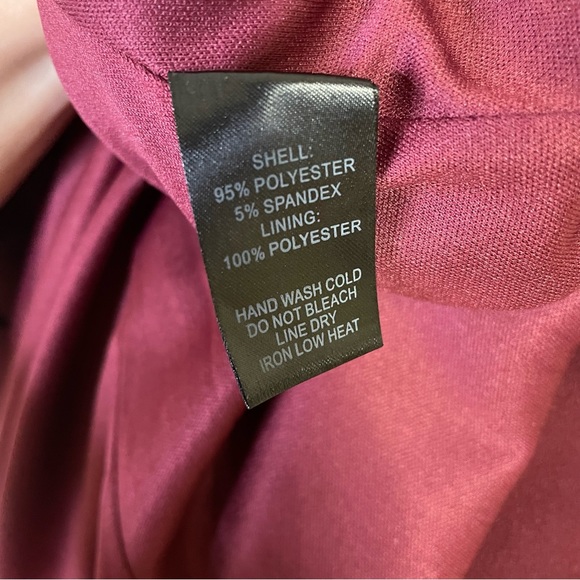 SHELL:
95% POLYESTER
5% SPANDEX
LINING:
100% POLYESTER
HAND WASH COLD
DO NOT BLEACH
LINE DRY
IRON LOW HEAT